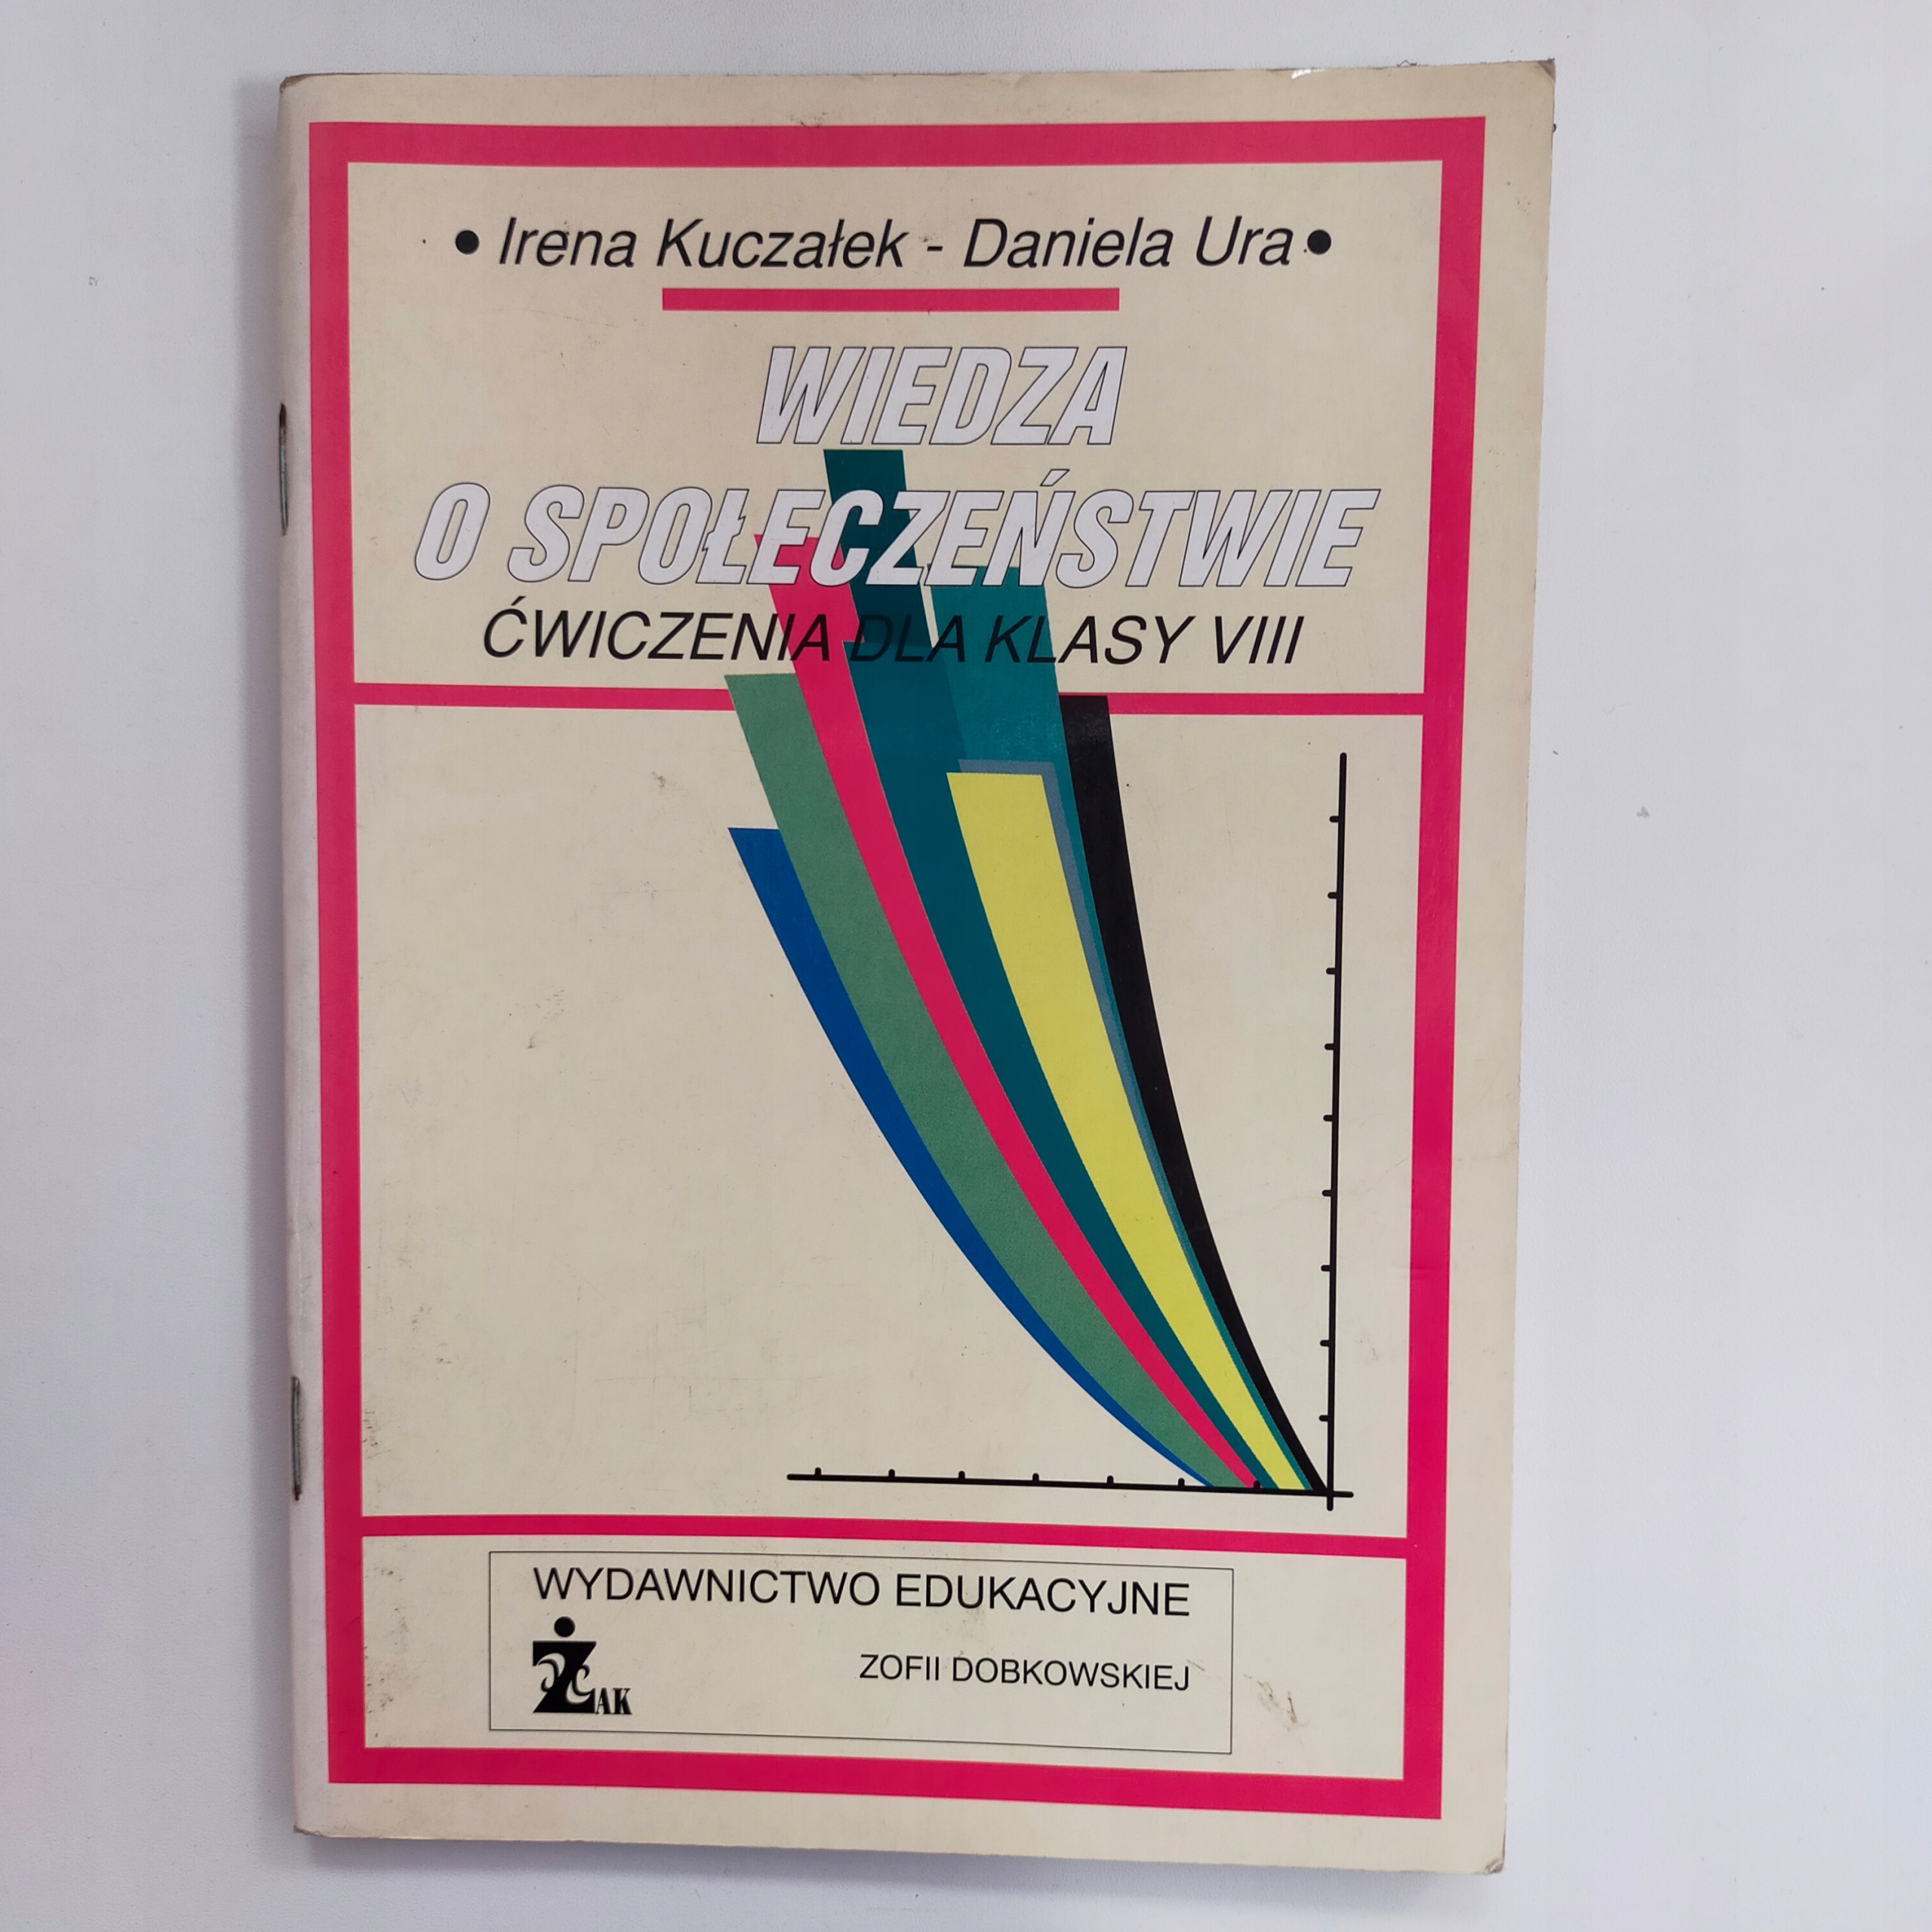 • Irena Kuczałek - Daniela Ura •
WIEDZA
O SPOŁECZEŃSTWIE
ĆWICZENIA DLA KLASY VIII
WYDAWNICTWO EDUKACYJNE
ŻAK
ZOFII DOBKOWSKIEJ